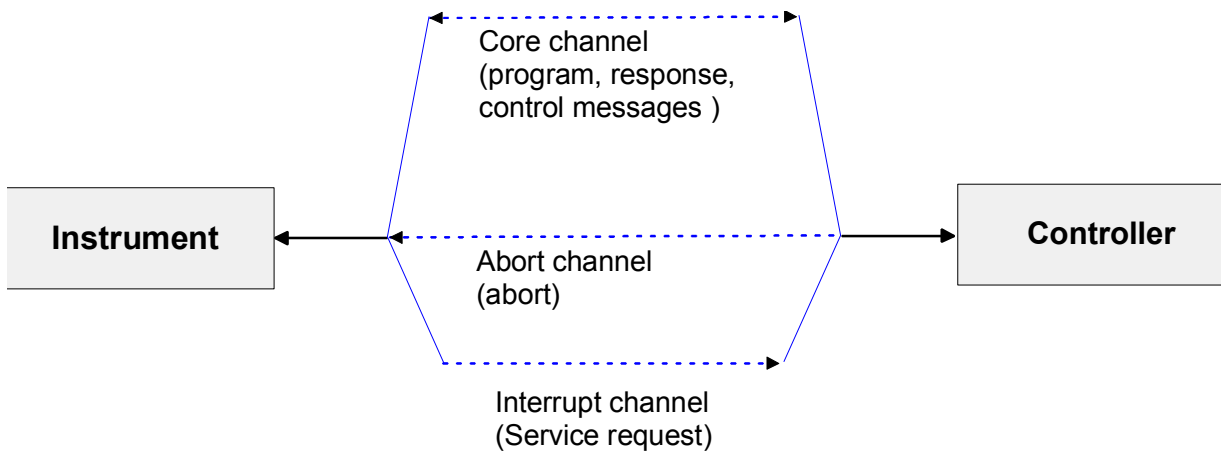 Core channel
(program, response,
control messages )
Instrument
Controller
Abort channel
(abort)
Interrupt channel
(Service request)